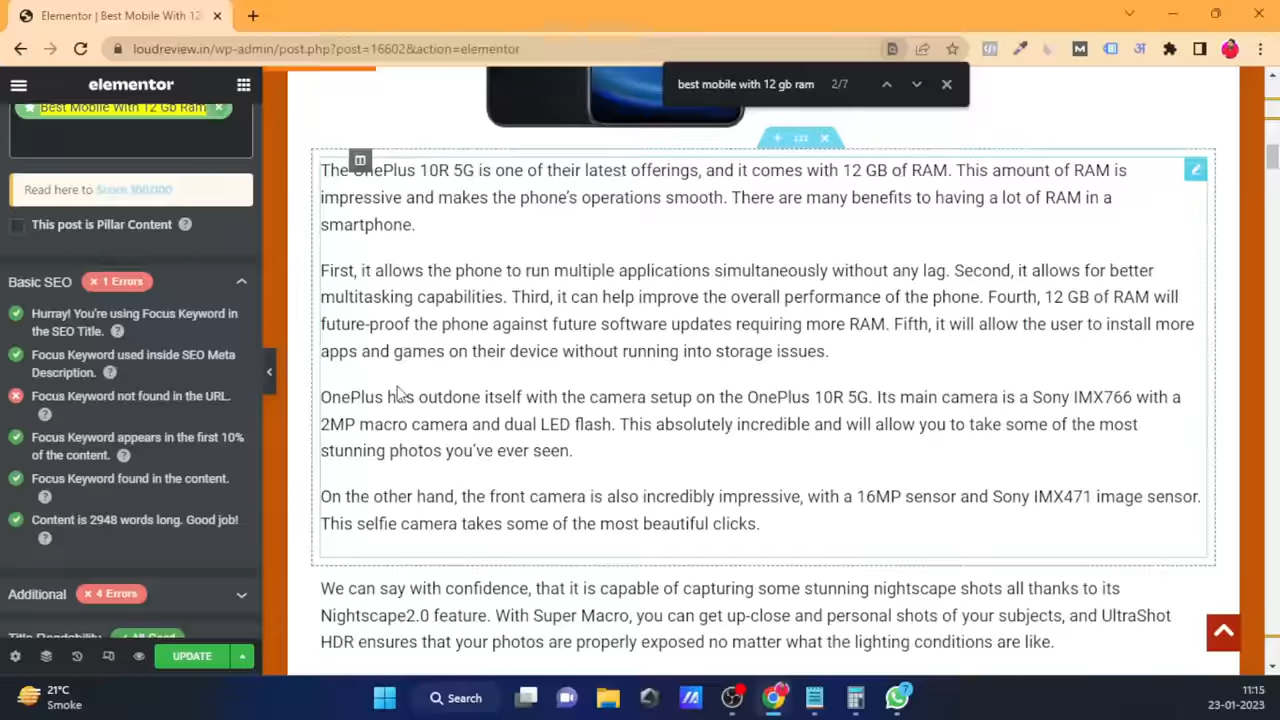 Elementor | Best Mobile With 12
loudreview.in/wp-admin/post.php?post=16602&action=elementor
elementor
best mobile with 12 gb ram 2/7
Best Mobile With 12 Gb Ram
Read here to Score 100/100
This post is Pillar Content
Basic SEO × 1 Errors
Hurray! You're using Focus Keyword in
the SEO Title.
Focus Keyword used inside SEO Meta
Description.
Focus Keyword not found in the URL.
Focus Keyword appears in the first 10%
of the content.
Focus Keyword found in the content.
Content is 2948 words long. Good job!
Additional × 4 Errors
Title Readability All Good
UPDATE
The OnePlus 10R 5G is one of their latest offerings, and it comes with 12 GB of RAM. This amount of RAM is
impressive and makes the phone's operations smooth. There are many benefits to having a lot of RAM in a
smartphone.
First, it allows the phone to run multiple applications simultaneously without any lag. Second, it allows for better
multitasking capabilities. Third, it can help improve the overall performance of the phone. Fourth, 12 GB of RAM will
future-proof the phone against future software updates requiring more RAM. Fifth, it will allow the user to install more
apps and games on their device without running into storage issues.
OnePlus has outdone itself with the camera setup on the OnePlus 10R 5G. Its main camera is a Sony IMX766 with a
2MP macro camera and dual LED flash. This absolutely incredible and will allow you to take some of the most
stunning photos you've ever seen.
On the other hand, the front camera is also incredibly impressive, with a 16MP sensor and Sony IMX471 image sensor.
This selfie camera takes some of the most beautiful clicks.
We can say with confidence, that it is capable of capturing some stunning nightscape shots all thanks to its
Nightscape2.0 feature. With Super Macro, you can get up-close and personal shots of your subjects, and UltraShot
HDR ensures that your photos are properly exposed no matter what the lighting conditions are like.
21°C
Smoke
Search
7
11:15
23-01-2023